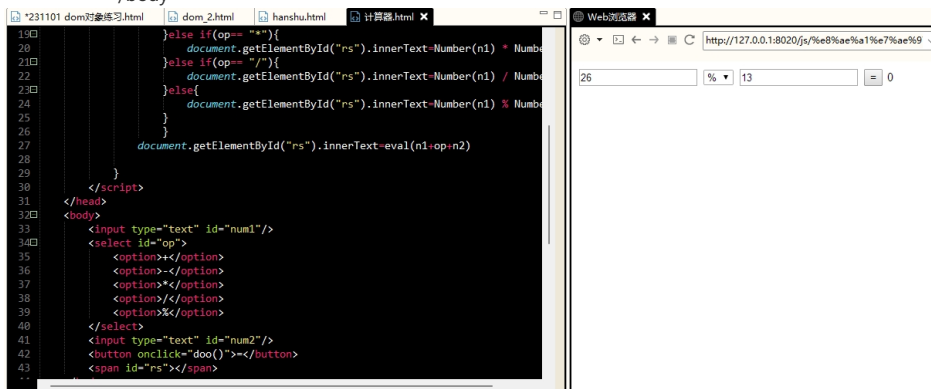 /body
*231101 dom对象练习.html dom_2.html hanshu.html 计算器.html Web浏览器
http://127.0.0.1:8020/js/%e8%ae%a1%e7%ae%9
26 % 13 = 0
19 }else if(op== "*"){
20 document.getElementById("rs").innerText=Number(n1) * Numbe
21 }else if(op== "/"){
22 document.getElementById("rs").innerText=Number(n1) / Numbe
23 }else{
24 document.getElementById("rs").innerText=Number(n1) % Numbe
25 }
26 }
27 document.getElementById("rs").innerText=eval(n1+op+n2)
28
29 }
30 </script>
31 </head>
32 <body>
33 <input type="text" id="num1"/>
34 <select id="op">
35 <option>+</option>
36 <option>-</option>
37 <option>*</option>
38 <option>/</option>
39 <option>%</option>
40 </select>
41 <input type="text" id="num2"/>
42 <button onclick="doo()">=</button>
43 <span id="rs"></span>